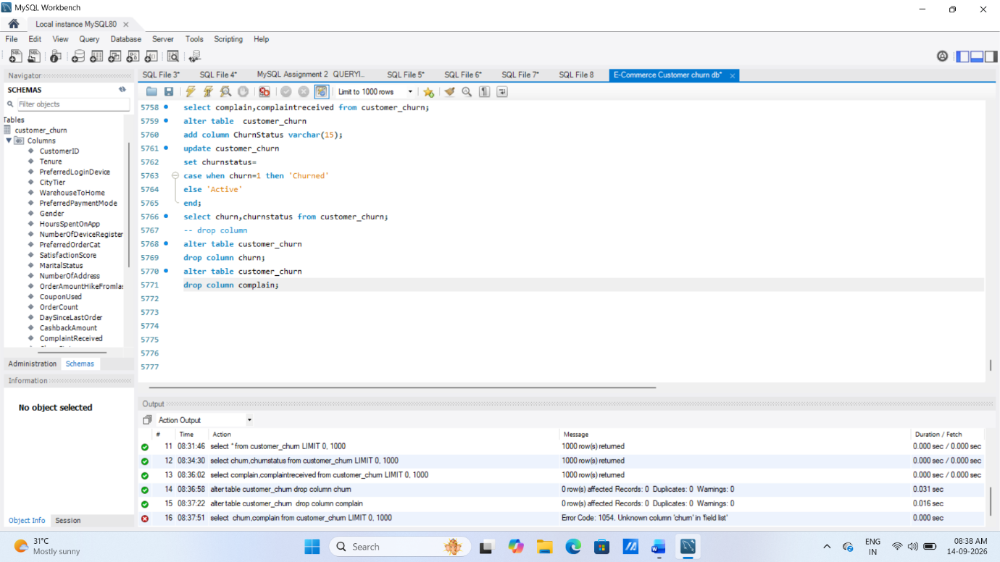 MySQL Workbench
Local instance MySQL80
File Edit View Query Database Server Tools Scripting Help
Navigator
SCHEMAS
Filter objects
Tables
customer_churn
Columns
CustomerID
Tenure
PreferredLoginDevice
CityTier
WarehouseToHome
PreferredPaymentMode
Gender
HoursSpentOnApp
NumberOfDeviceRegister
PreferredOrderCat
SatisfactionScore
MaritalStatus
NumberOfAddress
OrderAmountHikeFromlas
CouponUsed
OrderCount
DaySinceLastOrder
CashbackAmount
ComplaintReceived
Administration Schemas
Information
No object selected
Object Info Session
SQL File 3* SQL File 4* MySQL Assignment 2 QUERYI... SQL File 5* SQL File 6* SQL File 7* SQL File 8 E-Commerce Customer churn db*
Limit to 1000 rows
5758 select complain,complaintreceived from customer_churn;
5759 alter table customer_churn
5760 add column ChurnStatus varchar(15);
5761 update customer_churn
5762 set churnstatus=
5763 case when churn=1 then 'Churned'
5764 else 'Active'
5765 end;
5766 select churn,churnstatus from customer_churn;
5767 -- drop column
5768 alter table customer_churn
5769 drop column churn;
5770 alter table customer_churn
5771 drop column complain;
5772
5773
5774
5775
5776
5777
Output
Action Output
# Time Action Message Duration / Fetch
11 08:31:46 select * from customer_churn LIMIT 0, 1000 1000 row(s) returned 0.000 sec / 0.000 sec
12 08:34:30 select churn,churnstatus from customer_churn LIMIT 0, 1000 1000 row(s) returned 0.000 sec / 0.000 sec
13 08:36:02 select complain,complaintreceived from customer_churn LIMIT 0, 1000 1000 row(s) returned 0.000 sec / 0.000 sec
14 08:36:58 alter table customer_churn drop column churn 0 row(s) affected Records: 0 Duplicates: 0 Warnings: 0 0.031 sec
15 08:37:22 alter table customer_churn drop column complain 0 row(s) affected Records: 0 Duplicates: 0 Warnings: 0 0.016 sec
16 08:37:51 select churn,complain from customer_churn LIMIT 0, 1000 Error Code: 1054. Unknown column 'churn' in 'field list' 0.000 sec
31°C
Mostly sunny
Search
ENG
IN
08:38 AM
14-09-2026